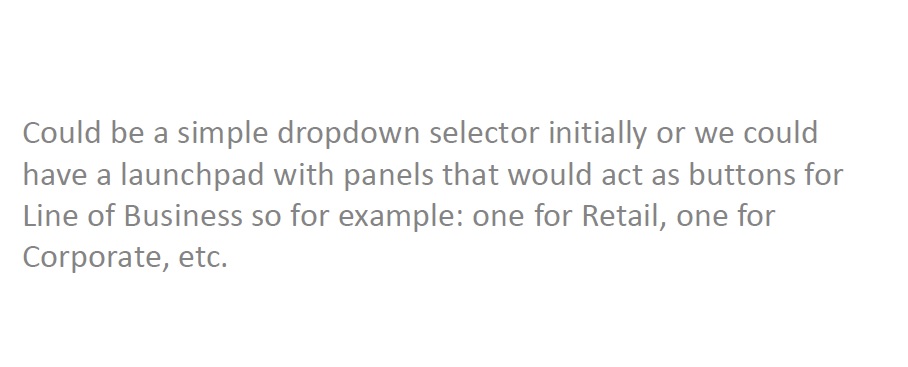 Could be a simple dropdown selector initially or we could
have a launchpad with panels that would act as buttons for
Line of Business so for example: one for Retail, one for
Corporate, etc.